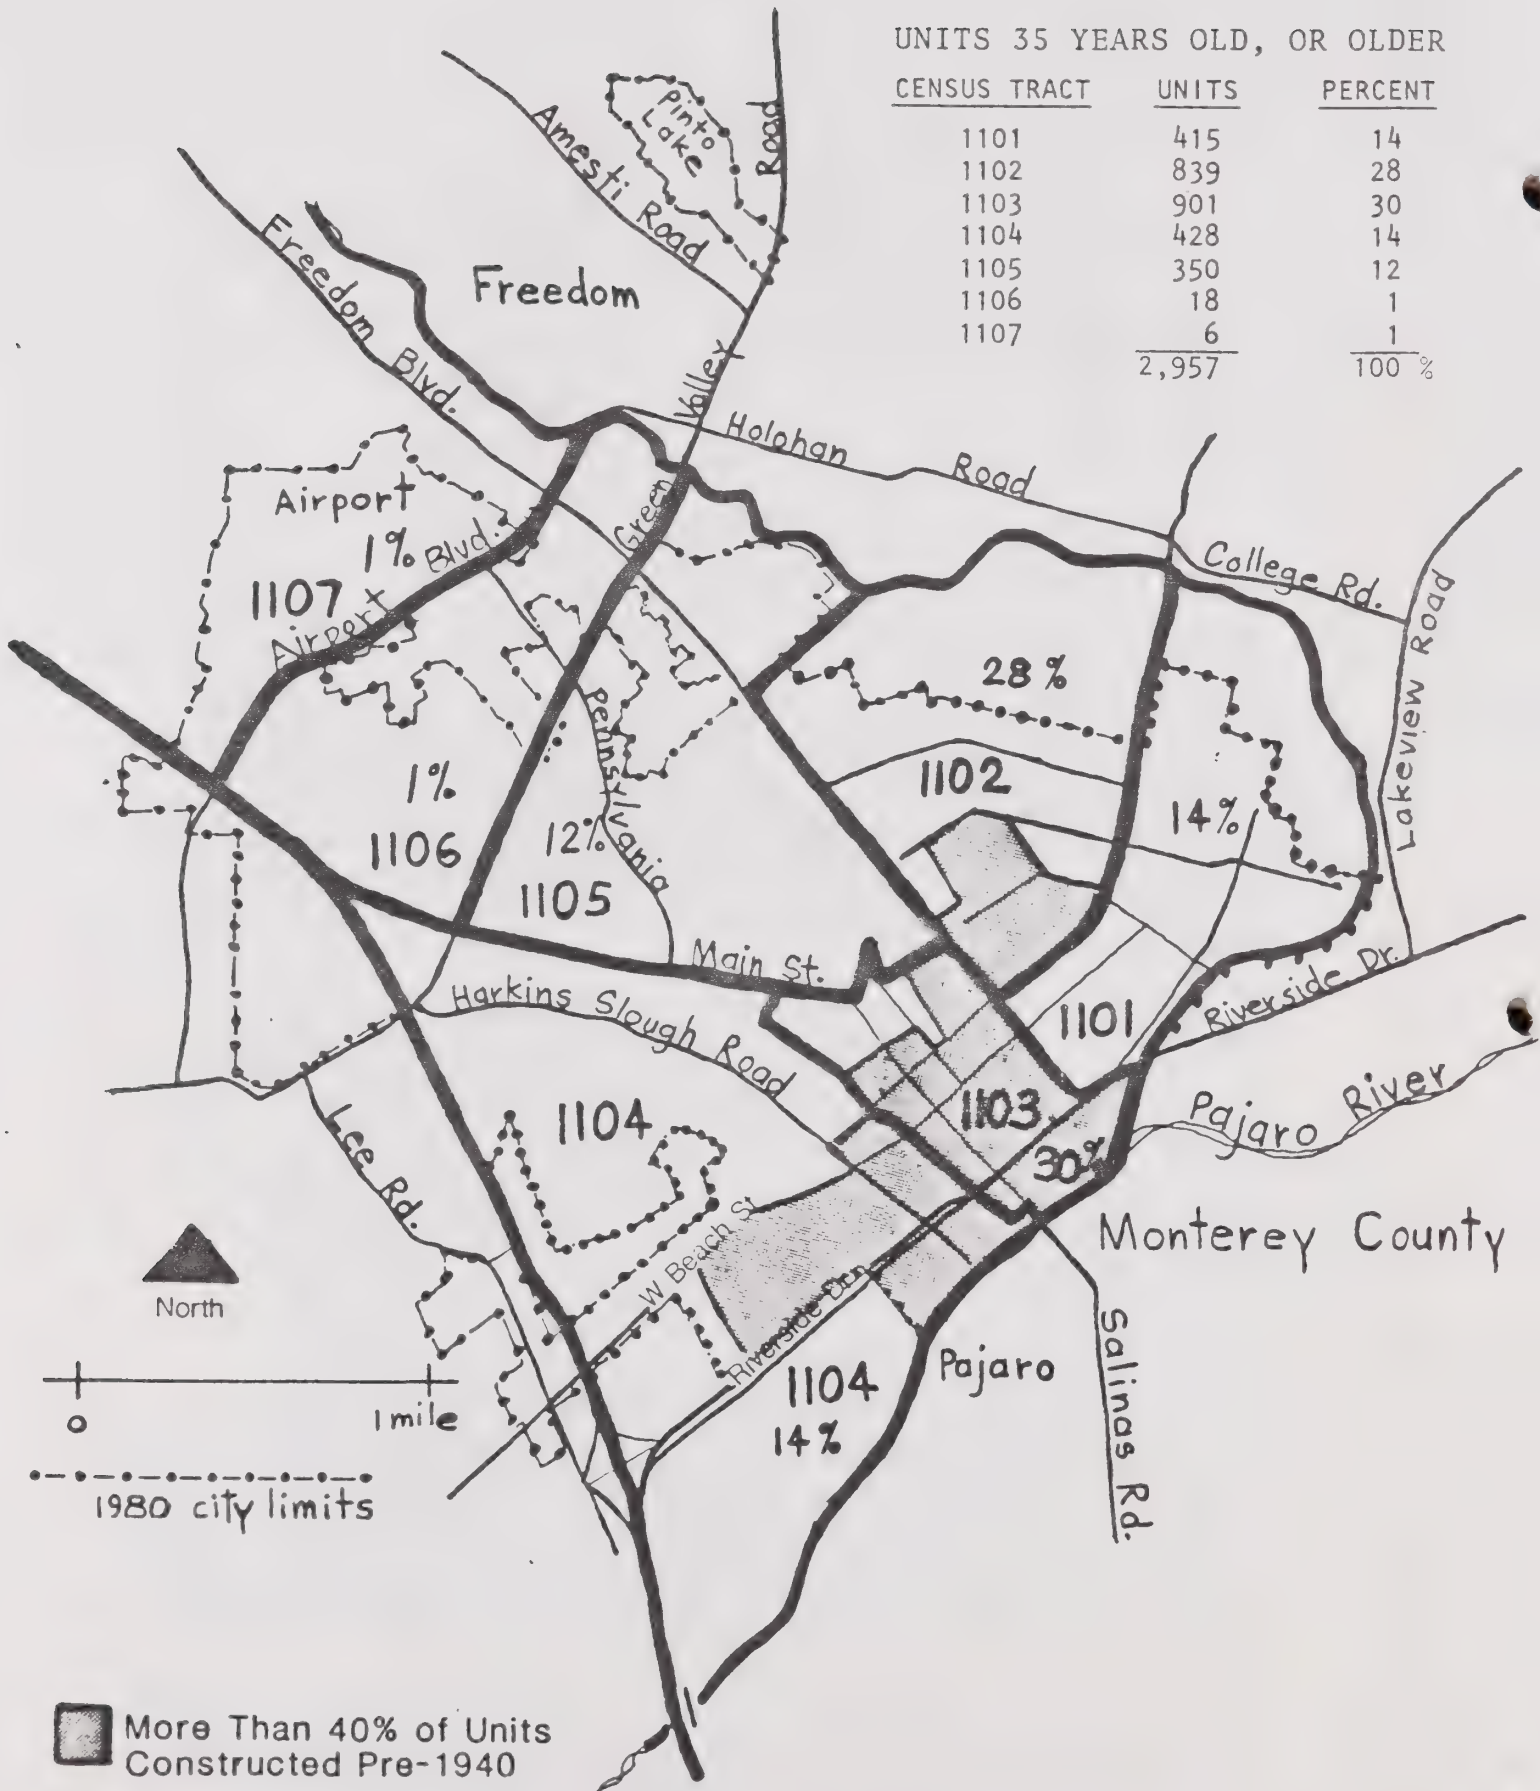 UNITS 35 YEARS OLD, OR OLDER
CENSUS TRACT UNITS PERCENT
1101 415 14
1102 839 28
1103 901 30
1104 428 14
1105 350 12
1106 18 1
1107 6 1
2,957 100 %
Pinto
Lake
Road
Amesti Road
Freedom
Freedom Blvd.
Valley
Green
Holohan Road
Airport
1%
1107
Airport Blvd.
College Rd.
Lakeview Road
28%
1102
14%
1%
1106
12%
1105
Pennsylvania
Main St.
Harkins Slough Road
1101
Riverside Dr.
Pajaro River
1103
30%
1104
Lee Rd.
W Beach St
Riverside Dr.
Monterey County
North
0 1 mile
1980 city limits
1104
14%
Pajaro
Salinas Rd.
More Than 40% of Units
Constructed Pre-1940